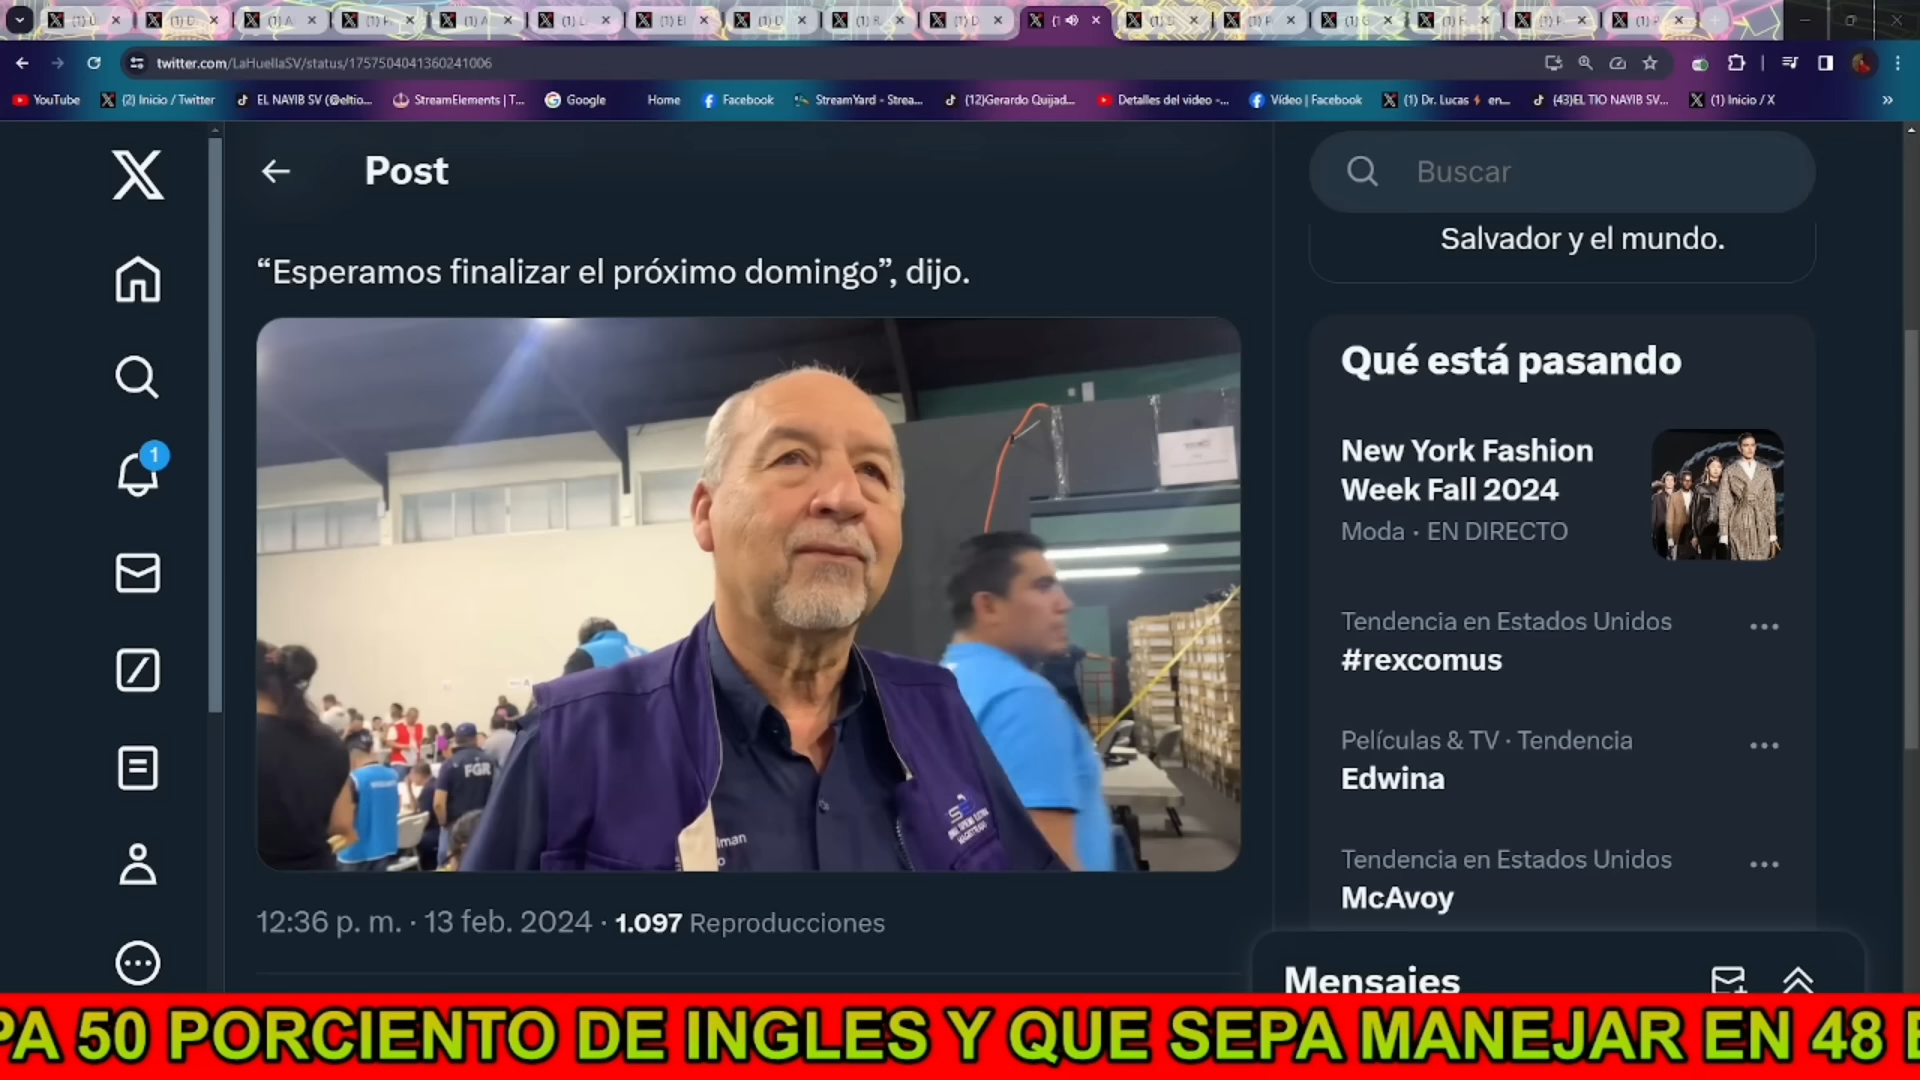 twitter.com/LaHuellaSV/status/1757504041360241006
YouTube
(2) Inicio / Twitter
EL NAYIB SV (@eltio...
StreamElements | T...
Google
Home
Facebook
StreamYard - Strea...
(12)Gerardo Quijad...
Detalles del video -...
Vídeo | Facebook
(1) Dr. Lucas ⚡ en...
(43)EL TIO NAYIB SV...
(1) Inicio / X
Post
“Esperamos finalizar el próximo domingo”, dijo.
FGR
12:36 p. m. · 13 feb. 2024 · 1.097 Reproducciones
1
Buscar
Salvador y el mundo.
Qué está pasando
New York Fashion
Week Fall 2024
Moda · EN DIRECTO
Tendencia en Estados Unidos
#rexcomus
Películas & TV · Tendencia
Edwina
Tendencia en Estados Unidos
McAvoy
Mensajes
PA 50 PORCIENTO DE INGLES Y QUE SEPA MANEJAR EN 48 E